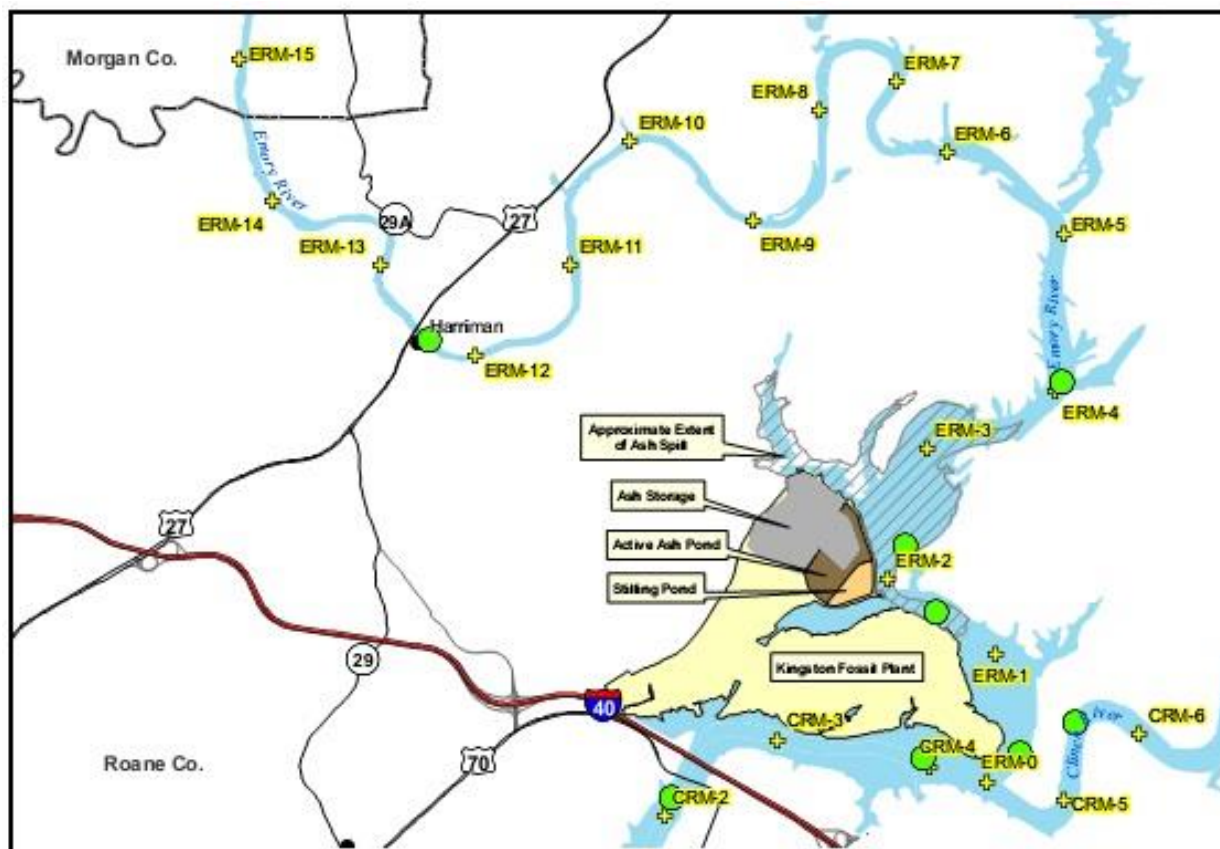 Morgan Co.
ERM-15
ERM-7
ERM-8
ERM-10
ERM-6
Emory River
ERM-14
29A
27
ERM-9
ERM-5
ERM-13
ERM-11
Emory River
Harriman
ERM-12
ERM-4
Approximate Extent
of Ash Spill
ERM-3
Ash Storage
27
Active Ash Pond
ERM-2
Stilling Pond
29
Kingston Fossil Plant
ERM-1
40
CRM-3
CRM-6
Roane Co.
70
CRM-4
ERM-0
CRM-2
CRM-5